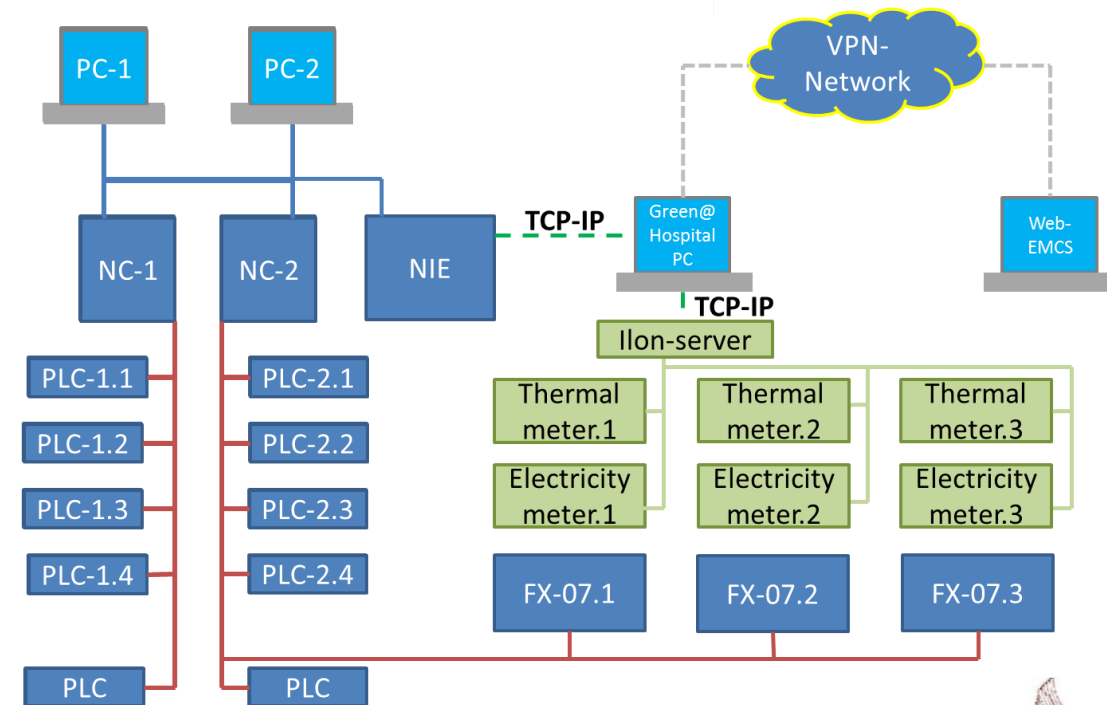 PC-1
PC-2
VPN-
Network
NC-1
NC-2
NIE
TCP-IP
Green@
Hospital
PC
Web-
EMCS
TCP-IP
Ilon-server
PLC-1.1
PLC-2.1
Thermal
meter.1
Thermal
meter.2
Thermal
meter.3
PLC-1.2
PLC-2.2
Electricity
meter.1
Electricity
meter.2
Electricity
meter.3
PLC-1.3
PLC-2.3
PLC-1.4
PLC-2.4
FX-07.1
FX-07.2
FX-07.3
PLC
PLC